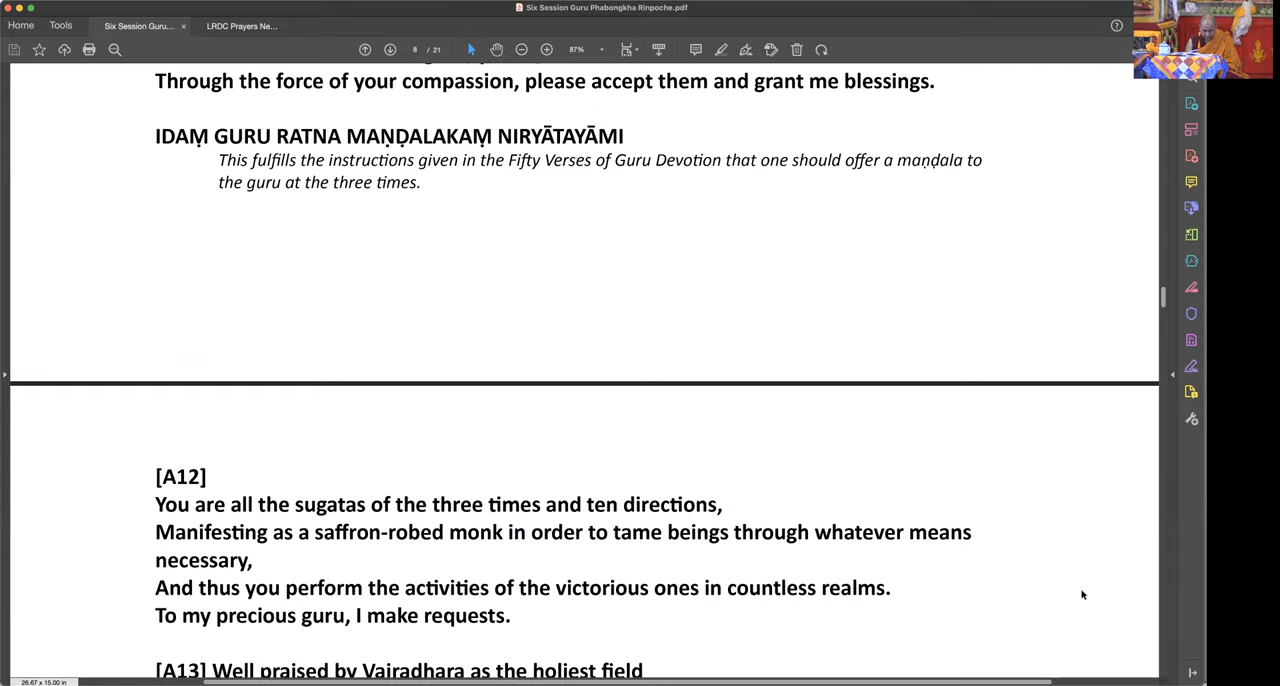 Six Session Guru Phabongkha Rinpoche.pdf
Home
Tools
Six Session Guru...
×
LRDC Prayers Ne...
8 / 21
87%
Through the force of your compassion, please accept them and grant me blessings.
IDAṂ GURU RATNA MAṆḌALAKAṂ NIRYĀTAYĀMI
This fulfills the instructions given in the Fifty Verses of Guru Devotion that one should offer a maṇḍala to
the guru at the three times.
[A12]
You are all the sugatas of the three times and ten directions,
Manifesting as a saffron-robed monk in order to tame beings through whatever means
necessary,
And thus you perform the activities of the victorious ones in countless realms.
To my precious guru, I make requests.
[A13] Well praised by Vajradhara as the holiest field
26.67 x 15.00 in